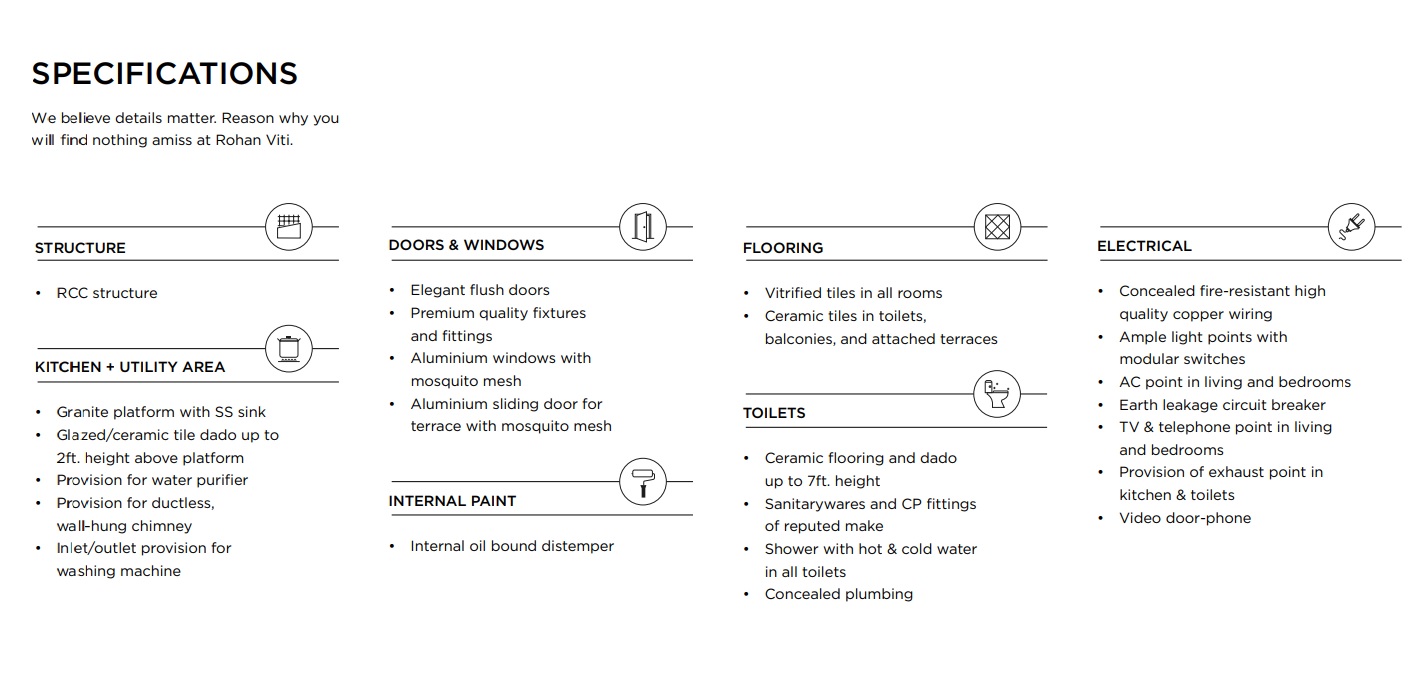 SPECIFICATIONS
We believe details matter. Reason why you
will find nothing amiss at Rohan Viti.
STRUCTURE
• RCC structure
KITCHEN + UTILITY AREA
• Granite platform with SS sink
• Glazed/ceramic tile dado up to
2ft. height above platform
• Provision for water purifier
• Provision for ductless,
wall-hung chimney
• Inlet/outlet provision for
washing machine
DOORS & WINDOWS
• Elegant flush doors
• Premium quality fixtures
and fittings
• Aluminium windows with
mosquito mesh
• Aluminium sliding door for
terrace with mosquito mesh
INTERNAL PAINT
• Internal oil bound distemper
FLOORING
• Vitrified tiles in all rooms
• Ceramic tiles in toilets,
balconies, and attached terraces
TOILETS
• Ceramic flooring and dado
up to 7ft. height
• Sanitarywares and CP fittings
of reputed make
• Shower with hot & cold water
in all toilets
• Concealed plumbing
ELECTRICAL
• Concealed fire-resistant high
quality copper wiring
• Ample light points with
modular switches
• AC point in living and bedrooms
• Earth leakage circuit breaker
• TV & telephone point in living
and bedrooms
• Provision of exhaust point in
kitchen & toilets
• Video door-phone